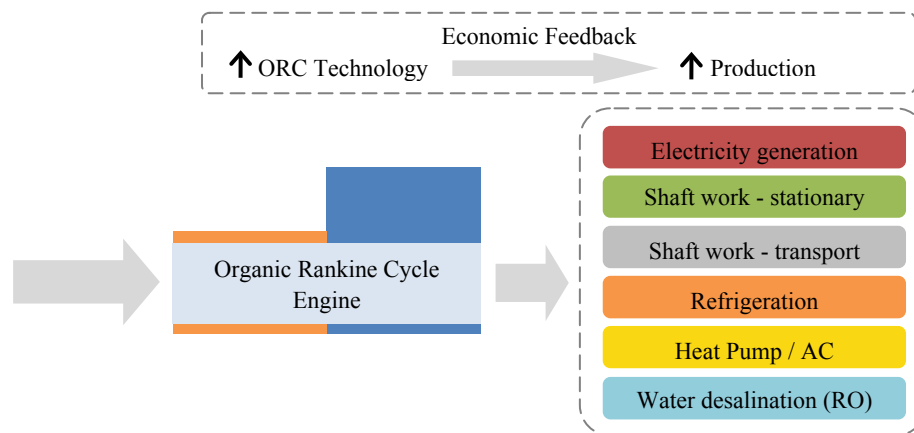 Economic Feedback
ORC Technology
Production
Electricity generation
Shaft work - stationary
Shaft work - transport
Organic Rankine Cycle
Engine
Refrigeration
Heat Pump / AC
Water desalination (RO)